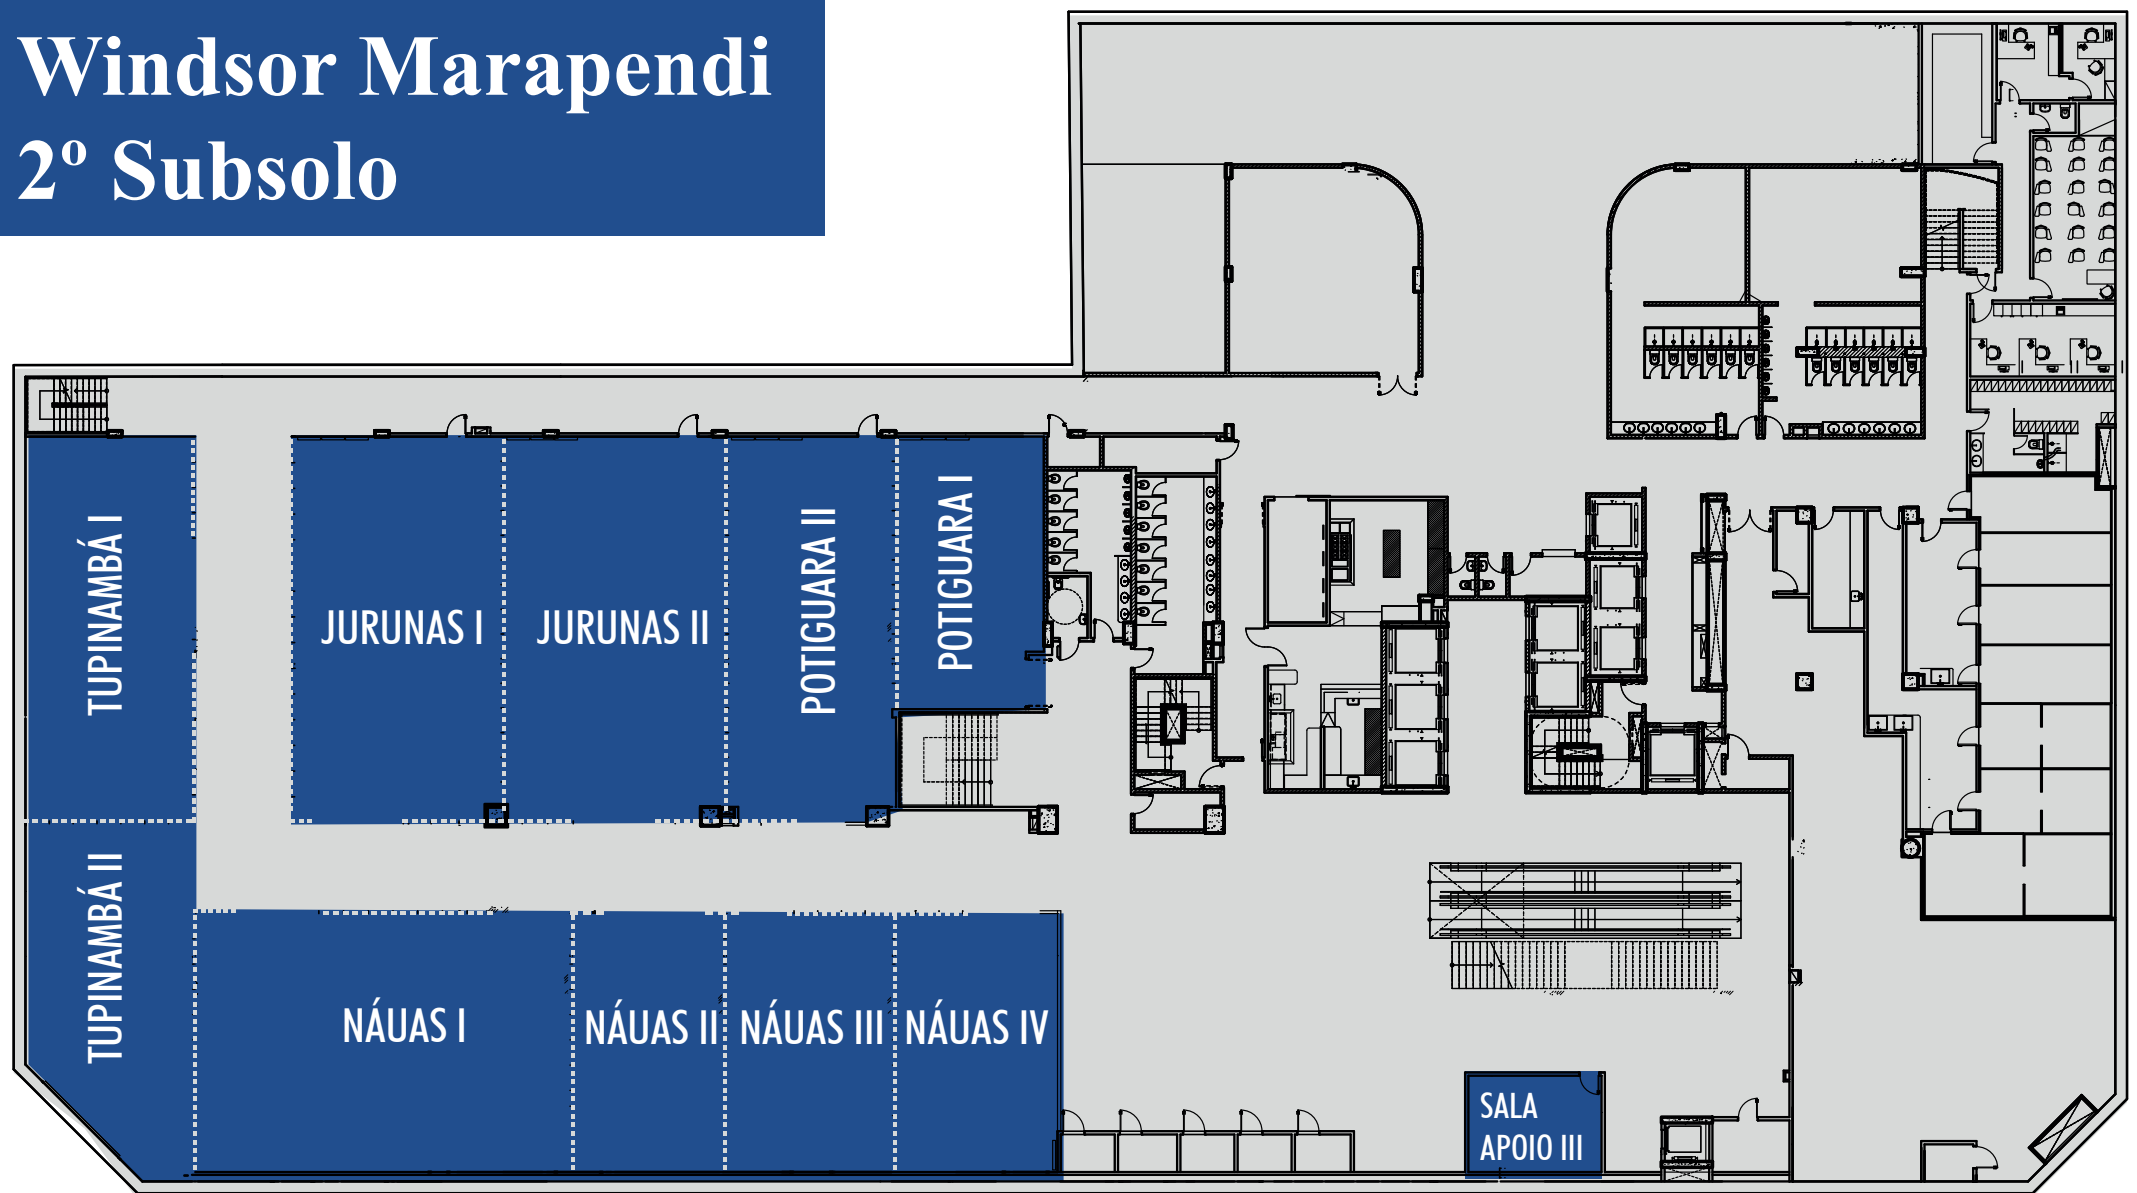 Windsor Marapendi
2º Subsolo
TUPINAMBÁ I
JURUNAS I
JURUNAS II
POTIGUARA II
POTIGUARA I
TUPINAMBÁ II
NÁUAS I
NÁUAS II
NÁUAS III
NÁUAS IV
SALA
APOIO III